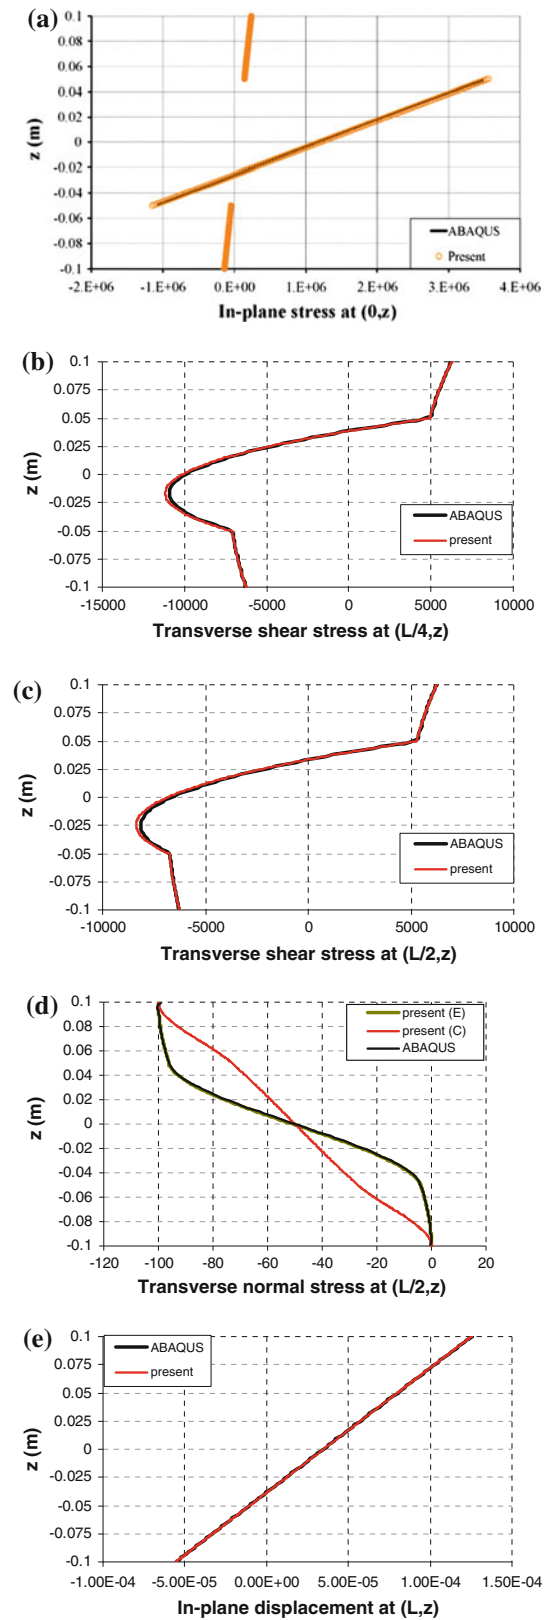 (a)
0.1
0.08
0.06
0.04
0.02
0
-0.02
-0.04
-0.06
-0.08
-0.1
z (m)
ABAQUS
Present
-2.E+06 -1.E+06 0.E+00 1.E+06 2.E+06 3.E+06 4.E+06
In-plane stress at (0,z)
(b)
0.1
0.075
0.05
0.025
0
-0.025
-0.05
-0.075
-0.1
z (m)
ABAQUS
present
-15000 -10000 -5000 0 5000 10000
Transverse shear stress at (L/4,z)
(c)
0.1
0.075
0.05
0.025
0
-0.025
-0.05
-0.075
-0.1
z (m)
ABAQUS
present
-10000 -5000 0 5000 10000
Transverse shear stress at (L/2,z)
(d)
0.1
0.08
0.06
0.04
0.02
0
-0.02
-0.04
-0.06
-0.08
-0.1
z (m)
present (E)
present (C)
ABAQUS
-120 -100 -80 -60 -40 -20 0 20
Transverse normal stress at (L/2,z)
(e)
0.1
0.075
0.05
0.025
0
-0.025
-0.05
-0.075
-0.1
z (m)
ABAQUS
present
-1.00E-04 -5.00E-05 0.00E+00 5.00E-05 1.00E-04 1.50E-04
In-plane displacement at (L,z)